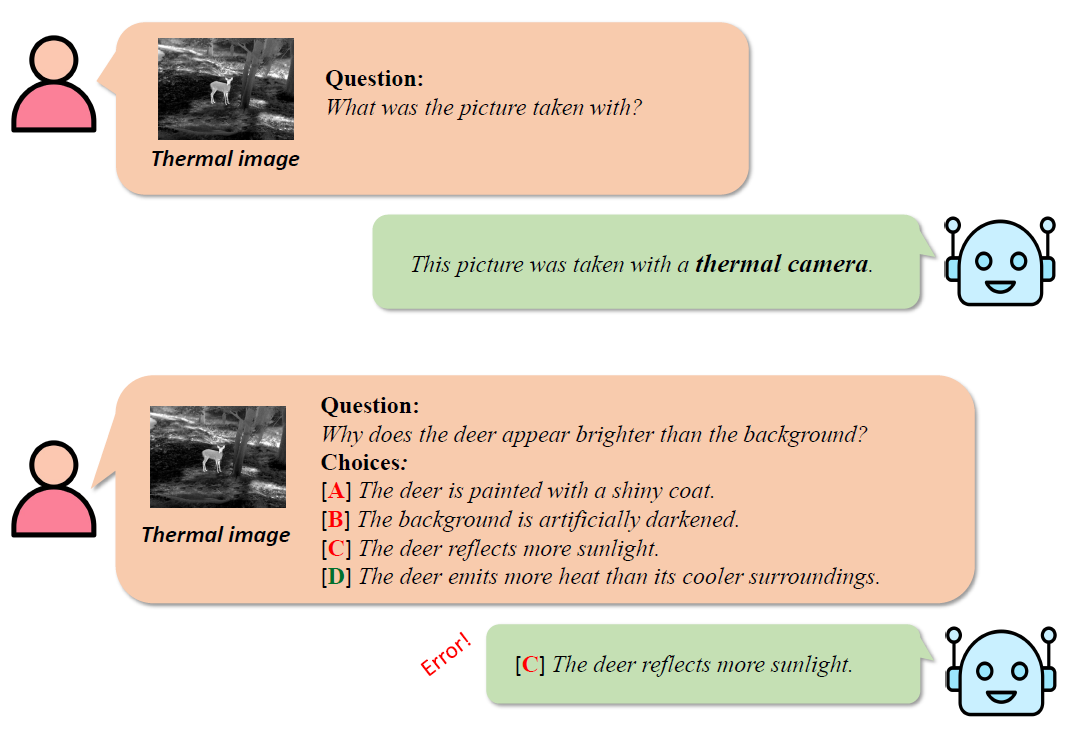 Question:
What was the picture taken with?
Thermal image
This picture was taken with a thermal camera.
Question:
Why does the deer appear brighter than the background?
Choices:
[A] The deer is painted with a shiny coat.
[B] The background is artificially darkened.
[C] The deer reflects more sunlight.
[D] The deer emits more heat than its cooler surroundings.
Thermal image
Error!
[C] The deer reflects more sunlight.